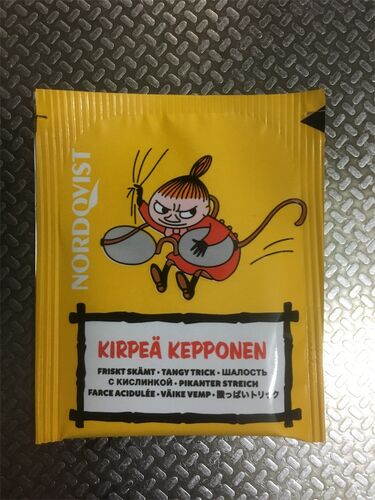 NORDQVIST
KIRPEÄ KEPPONEN
FRISKT SKÄMT • TANGY TRICK • ШАЛОСТЬ
С КИСЛИНКОЙ • PIKANTER STREICH
FARCE ACIDULÉE • VÄIKE VEMP • 酸っぱいトリック